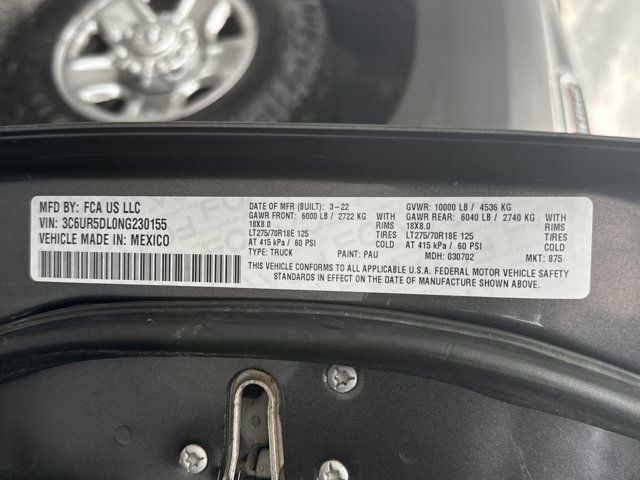 MFD BY: FCA US LLC
VIN: 3C6UR5DL0NG230155
VEHICLE MADE IN: MEXICO
DATE OF MFR (BUILT): 3-22 GVWR: 10000 LB / 4536 KG
GAWR FRONT: 6000 LB / 2722 KG GAWR REAR: 6040 LB / 2740 KG
18X8.0 RIMS 18X8.0 RIMS
LT275/70R18E 125 TIRES LT275/70R18E 125 TIRES
AT 415 kPa / 60 PSI COLD AT 415 kPa / 60 PSI COLD
TYPE: TRUCK PAINT: PAU MDH: 030702 MKT: 875
THIS VEHICLE CONFORMS TO ALL APPLICABLE U.S.A. FEDERAL MOTOR VEHICLE SAFETY
STANDARDS IN EFFECT ON THE DATE OF MANUFACTURE SHOWN ABOVE.